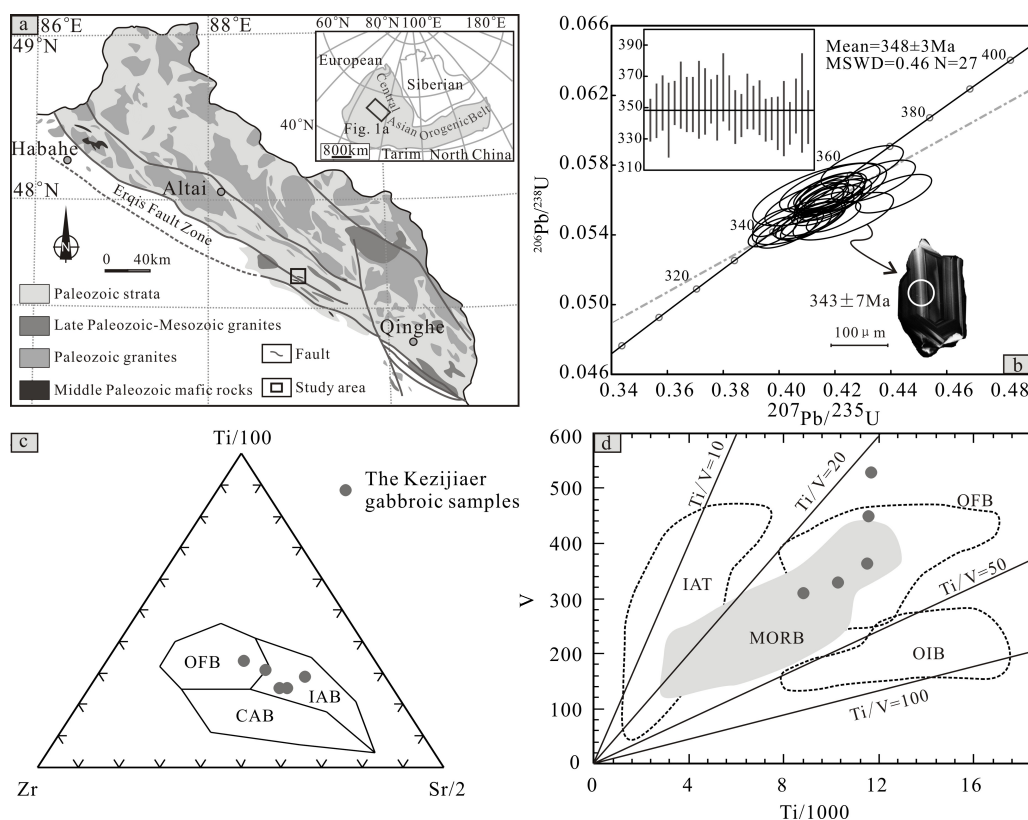 a
86°E
88°E
49°N
48°N
Habahe
Altai
Erqis Fault Zone
N
0 40km
Qinghe
Paleozoic strata
Late Paleozoic-Mesozoic granites
Paleozoic granites
Middle Paleozoic mafic rocks
Fault
Study area
60°E 80°E 100°E 180°E
European
Siberian
Central
Asian
Orogenic Belt
40°N
Fig. 1a
800km
Tarim North China
b
0.066
0.062
0.058
0.054
0.050
0.046
206Pb/238U
390
370
350
330
310
Mean=348±3Ma
MSWD=0.46 N=27
400
380
360
340
320
343±7Ma
100μm
0.34 0.36 0.38 0.40 0.42 0.44 0.46 0.48
207Pb/235U
c
Ti/100
The Kezijiaer
gabbroic samples
OFB
IAB
CAB
Zr
Sr/2
d
600
500
400
300
200
100
0
V
Ti/V=10
Ti/V=20
OFB
Ti/V=50
IAT
MORB
OIB
Ti/V=100
0 4 8 12 16
Ti/1000